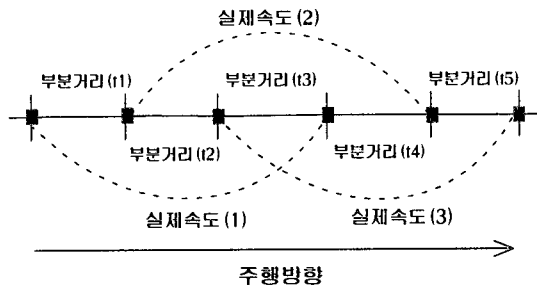 실제속도(2)
부분거리(t1)
부분거리(t3)
부분거리(t5)
부분거리(t2)
부분거리(t4)
실제속도(1)
실제속도(3)
주행방향